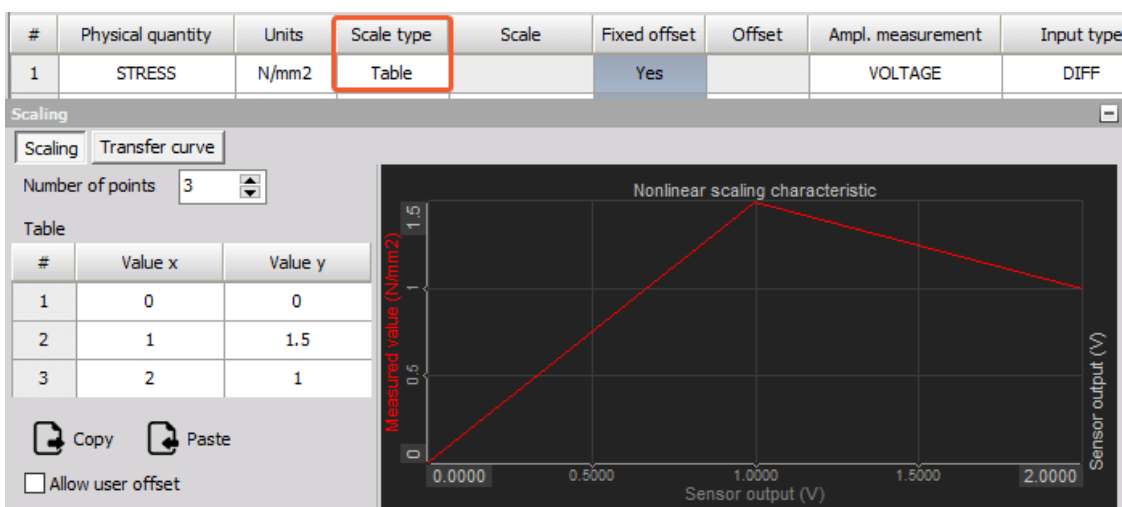 # Physical quantity Units Scale type Scale Fixed offset Offset Ampl. measurement Input type
1 STRESS N/mm2 Table Yes VOLTAGE DIFF
Scaling
Scaling Transfer curve
Number of points 3
Table
# Value x Value y
1 0 0
2 1 1.5
3 2 1
Copy Paste
Allow user offset
Nonlinear scaling characteristic
Measured value (N/mm2)
1.5
1
0.5
0
0.0000 0.5000 1.0000 1.5000 2.0000
Sensor output (V)
Sensor output (V)